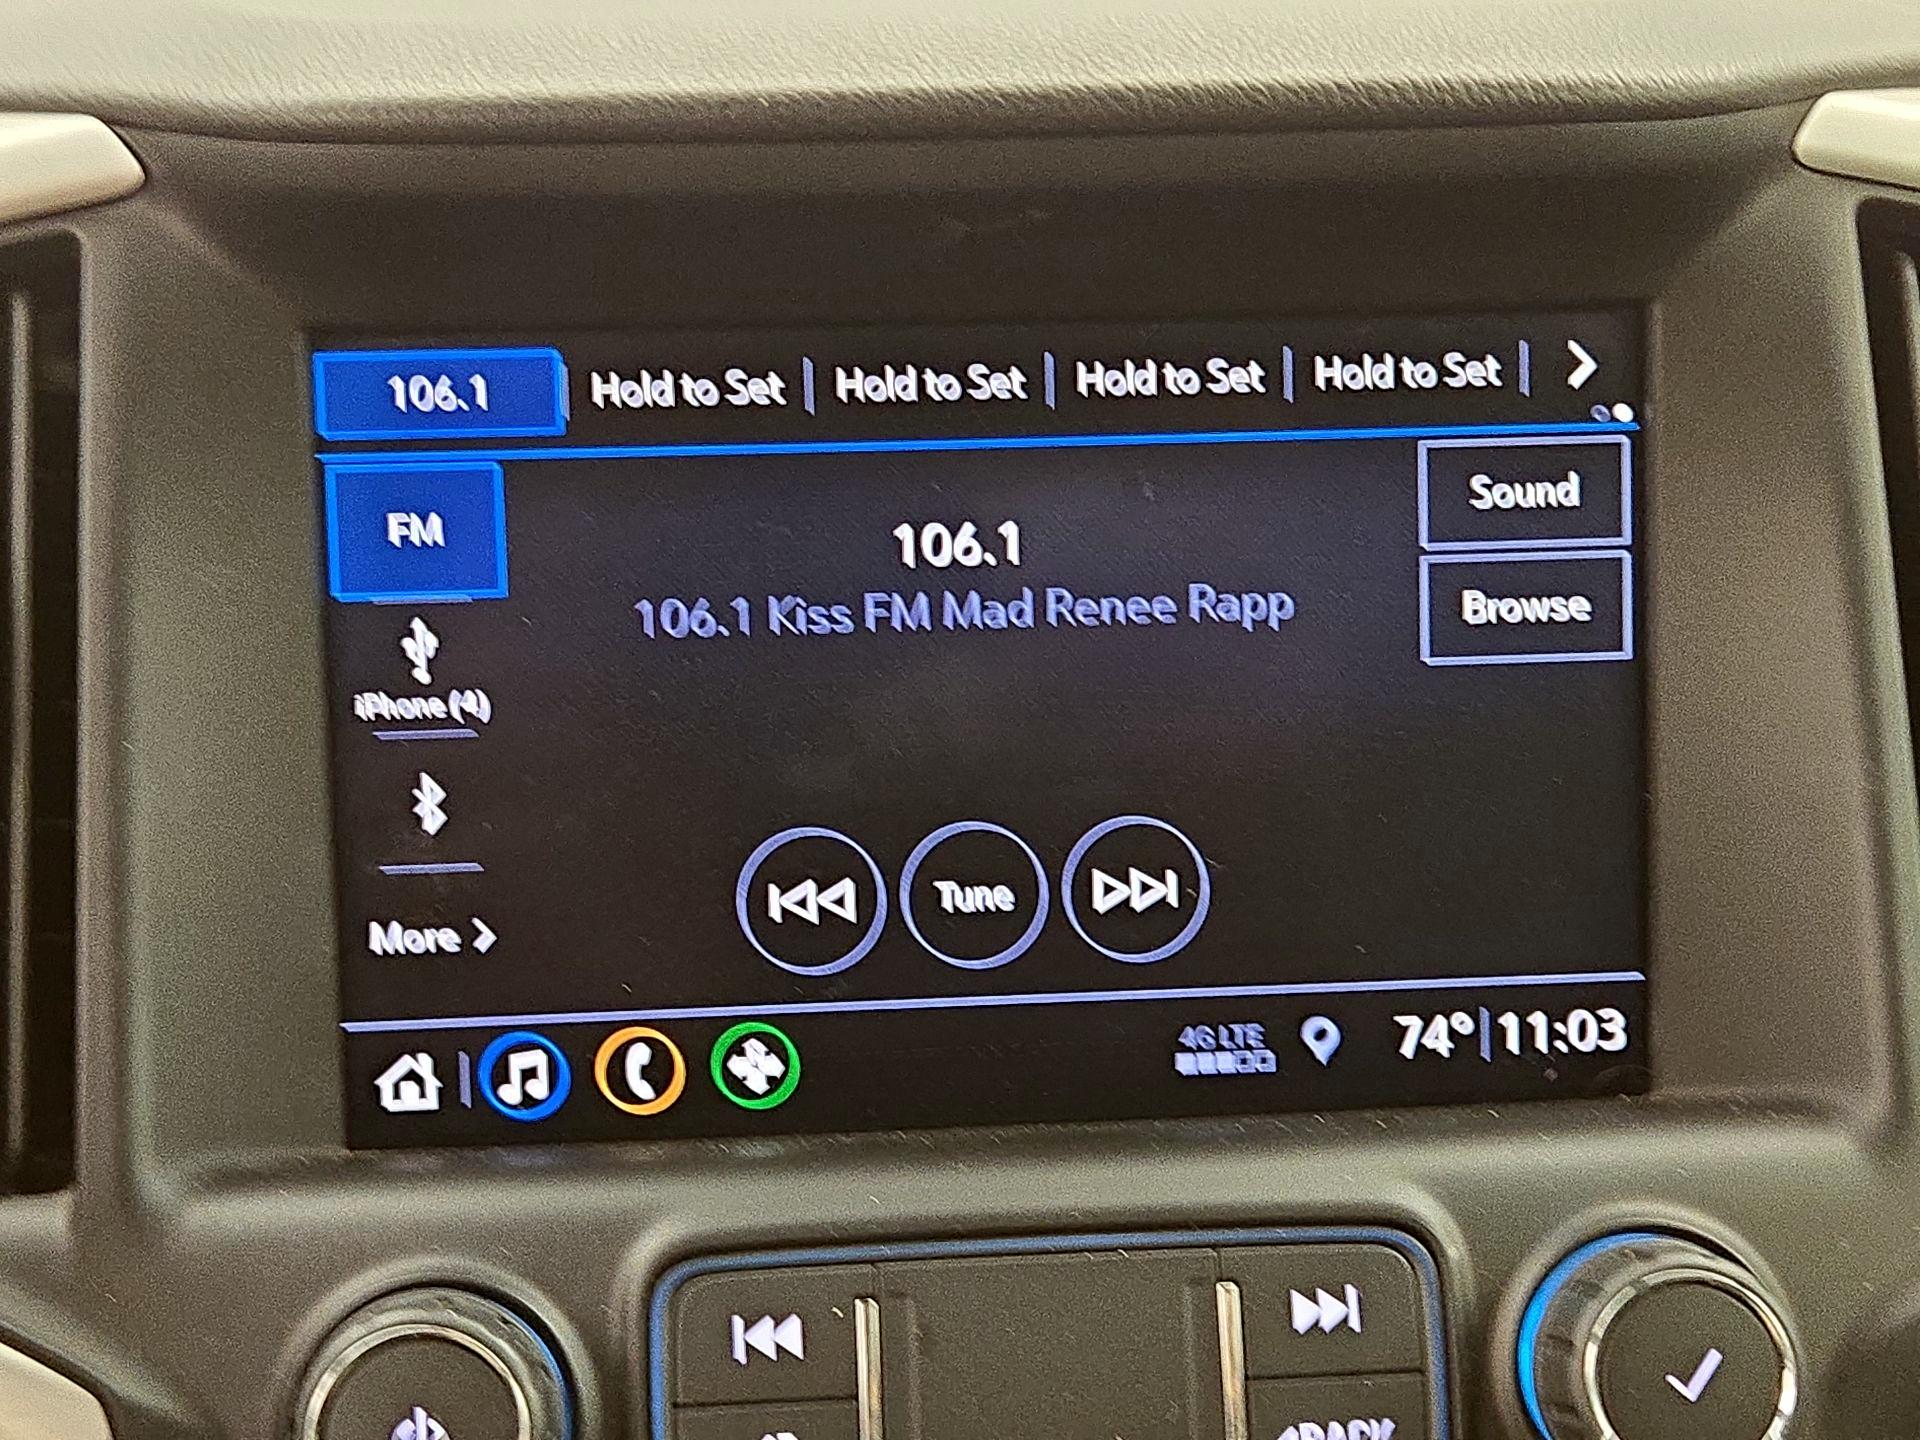 106.1 Hold to Set Hold to Set Hold to Set Hold to Set
FM
Sound
106.1
106.1 Kiss FM Mad Renee Rapp
Browse
iPhone (4)
More
Tune
4G LTE
74° 11:03
BACK